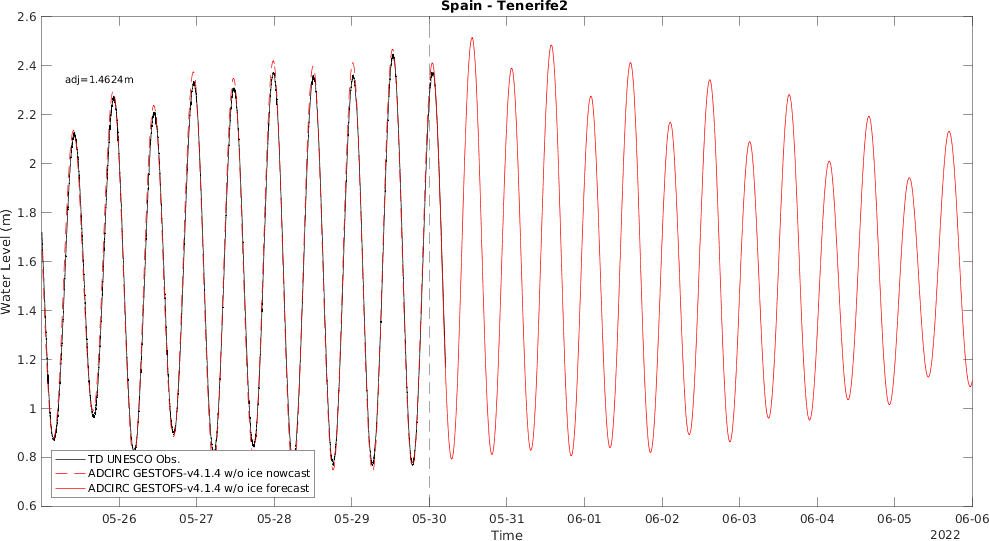 Spain - Tenerife2
2.6
2.4
adj=1.4624m
2.2
2
1.8
Water Level (m)
1.6
1.4
1.2
1
0.8
0.6
TD UNESCO Obs.
ADCIRC GESTOFS-v4.1.4 w/o ice nowcast
ADCIRC GESTOFS-v4.1.4 w/o ice forecast
05-26 05-27 05-28 05-29 05-30 05-31 06-01 06-02 06-03 06-04 06-05 06-06
Time
2022